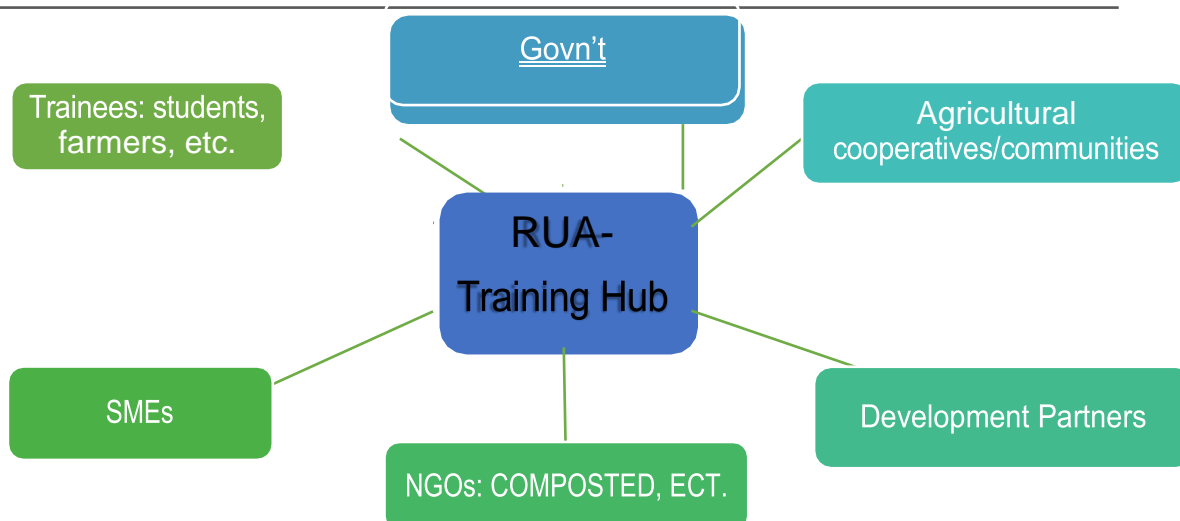 Govn’t
Trainees: students,
farmers, etc.
Agricultural
cooperatives/communities
RUA-
Training Hub
SMEs
Development Partners
NGOs: COMPOSTED, ECT.